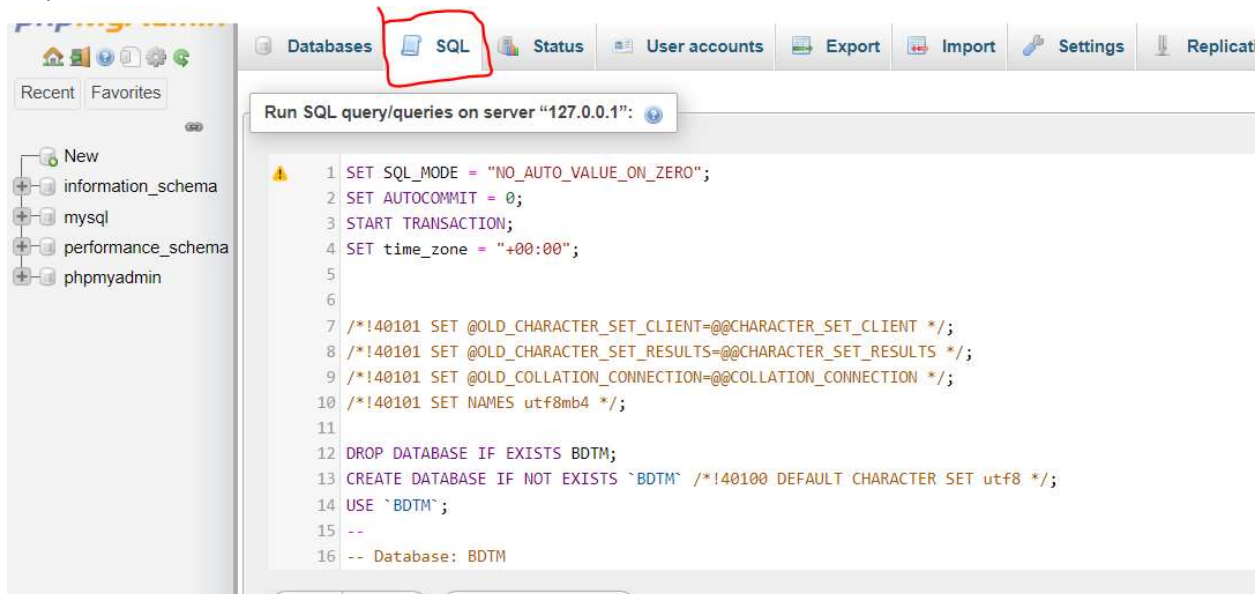 Databases SQL Status User accounts Export Import Settings
Recent Favorites
Run SQL query/queries on server “127.0.0.1”:
New
information_schema
mysql
performance_schema
phpmyadmin
1 SET SQL_MODE = "NO_AUTO_VALUE_ON_ZERO";
2 SET AUTOCOMMIT = 0;
3 START TRANSACTION;
4 SET time_zone = "+00:00";
5
6
7 /*!40101 SET @OLD_CHARACTER_SET_CLIENT=@@CHARACTER_SET_CLIENT */;
8 /*!40101 SET @OLD_CHARACTER_SET_RESULTS=@@CHARACTER_SET_RESULTS */;
9 /*!40101 SET @OLD_COLLATION_CONNECTION=@@COLLATION_CONNECTION */;
10 /*!40101 SET NAMES utf8mb4 */;
11
12 DROP DATABASE IF EXISTS BDTM;
13 CREATE DATABASE IF NOT EXISTS `BDTM` /*!40100 DEFAULT CHARACTER SET utf8 */;
14 USE `BDTM`;
15 --
16 -- Database: BDTM